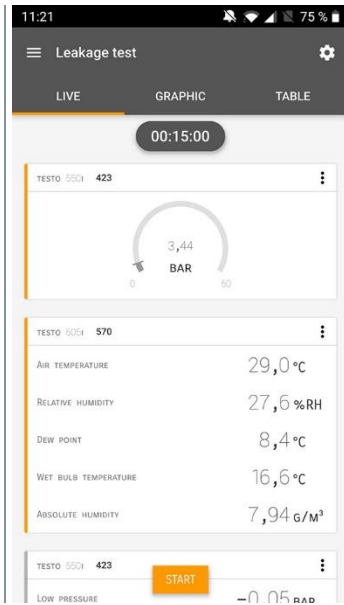 11:21 75 %
Leakage test
LIVE GRAPHIC TABLE
00:15:00
TESTO 550I 423
3,44
BAR
0 60
TESTO 605I 570
AIR TEMPERATURE 29,0 °C
RELATIVE HUMIDITY 27,6 %RH
DEW POINT 8,4 °C
WET BULB TEMPERATURE 16,6 °C
ABSOLUTE HUMIDITY 7,94 G/M³
TESTO 550I 423
START
LOW PRESSURE -0,05 BAR